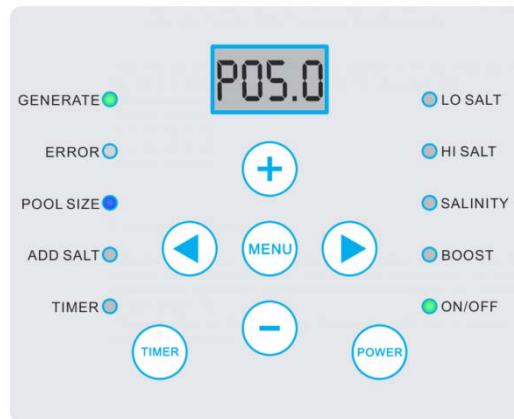 P05.0
GENERATE
LO SALT
ERROR
HI SALT
+
POOL SIZE
SALINITY
MENU
ADD SALT
BOOST
TIMER
ON/OFF
−
TIMER
POWER